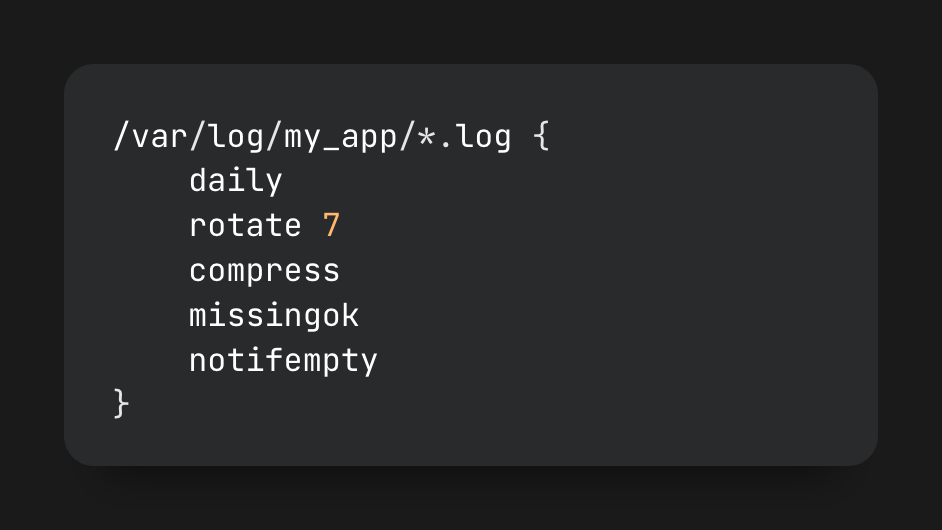 /var/log/my_app/*.log {
    daily
    rotate 7
    compress
    missingok
    notifempty
}